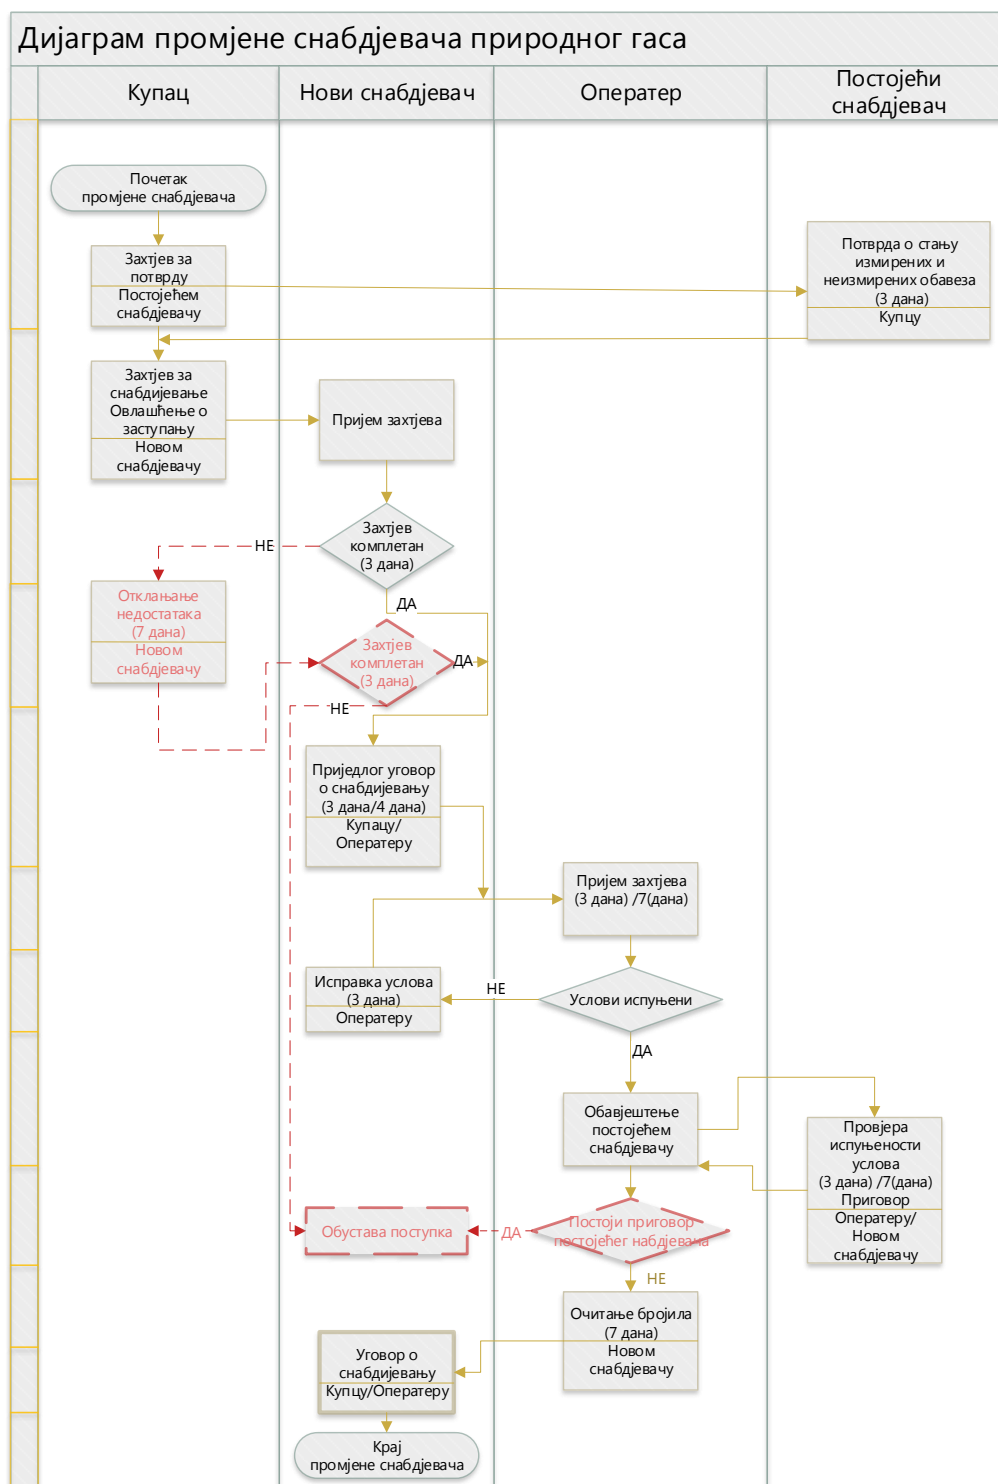 Дијаграм промјене снабдјевача природног гаса
Купац
Нови снабдјевач
Оператер
Постојећи
снабдјевач
Почетак
промјене снабдјевача
Захтјев за
потврду
Постојећем
снабдјевачу
Потврда о стању
измирених и
неизмирених обавеза
(3 дана)
Купцу
Захтјев за
снабдијевање
Овлашћење о
заступању
Новом
снабдјевачу
Пријем захтјева
Захтјев
комплетан
(3 дана)
НЕ
ДА
Отклањање
недостатака
(7 дана)
Новом
снабдјевачу
Захтјев
комплетан
(3 дана)
ДА
НЕ
Приједлог уговор
о снабдијевању
(3 дана/4 дана)
Купацу/
Оператеру
Пријем захтјева
(3 дана) /7(дана)
Исправка услова
(3 дана)
Оператеру
НЕ
Услови испуњени
ДА
Обавјештење
постојећем
снабдјевачу
Провјера
испуњености
услова
(3 дана) /7(дана)
Приговор
Оператеру/
Новом
снабдјевачу
Обустава поступка
ДА
Постоји приговор
постојећег набдјевача
НЕ
Очитање бројила
(7 дана)
Новом
снабдјевачу
Уговор о
снабдијевању
Купцу/Оператеру
Крај
промјене снабдјевача